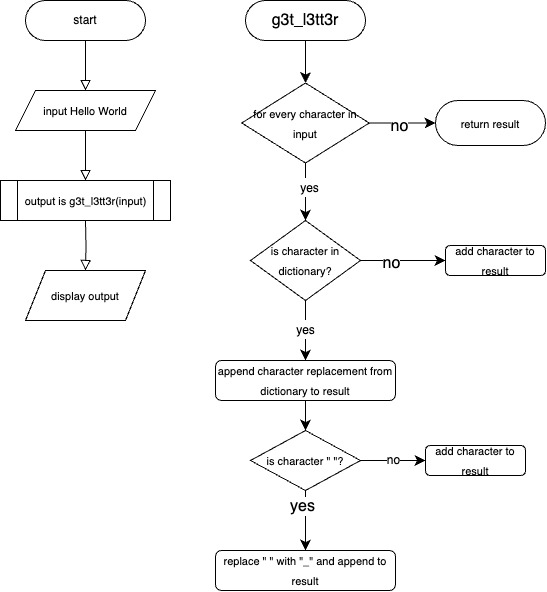 start
input Hello World
output is g3t_l3tt3r(input)
display output
g3t_l3tt3r
for every character in
input
no
return result
yes
is character in
dictionary?
no
add character to
result
yes
append character replacement from
dictionary to result
is character " "?
no
add character to
result
yes
replace " " with "_" and append to
result